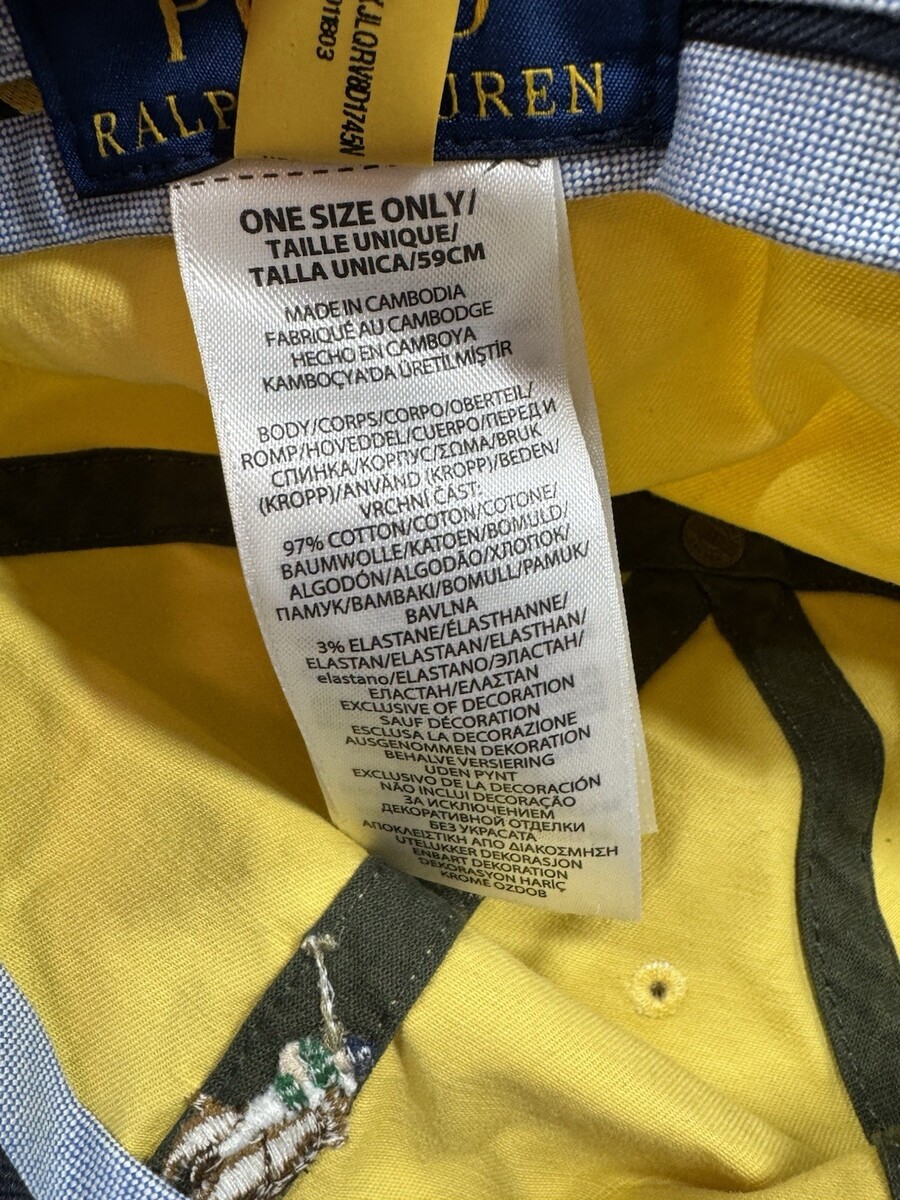 RALPH LAUREN
JLQRV8D1745N
01803
ONE SIZE ONLY/
TAILLE UNIQUE/
TALLA UNICA/59CM
MADE IN CAMBODIA
FABRIQUÉ AU CAMBODGE
HECHO EN CAMBOYA
KAMBOÇYA'DA ÜRETİLMİŞTİR
BODY/CORPS/CORPO/OBERTEIL/
ROMP/HOVEDDEL/CUERPO/ПЕРЕД И
СПИНКА/КОРПУС/ΣΩΜΑ/BRUK
(KROPP)/ANVÄND (KROPP)/BEDEN/
VRCHNÍ ČÁST:
97% COTTON/COTON/COTONE/
BAUMWOLLE/KATOEN/BOMULD/
ALGODÓN/ALGODÃO/ХЛОПОК/
ПАМУК/ΒΑΜΒΑΚΙ/BOMULL/PAMUK/
BAVLNA
3% ELASTANE/ÉLASTHANNE/
ELASTAN/ELASTAAN/ELASTHAN/
elastano/ELASTANO/ЭЛАСТАН/
ЕЛАСТАН/ΕΛΑΣΤΑΝ
EXCLUSIVE OF DECORATION
SAUF DÉCORATION
ESCLUSA LA DECORAZIONE
AUSGENOMMEN DEKORATION
BEHALVE VERSIERING
UDEN PYNT
EXCLUSIVO DE LA DECORACIÓN
NÃO INCLUI DECORAÇÃO
ЗА ИСКЛЮЧЕНИЕМ
ДЕКОРАТИВНОЙ ОТДЕЛКИ
БЕЗ УКРАСАТА
ΑΠΟΚΛΕΙΣΤΙΚΗ ΑΠΟ ΔΙΑΚΟΣΜΗΣΗ
UTELUKKER DEKORASJON
ENBART DEKORATION
DEKORASYON HARİÇ
KROMĚ OZDOB